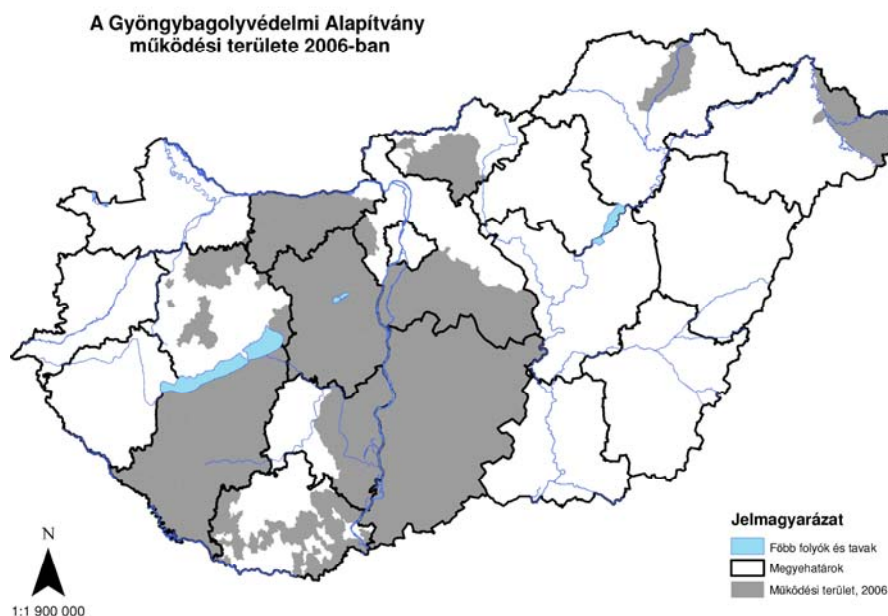 A Gyöngybagolyvédelmi Alapítvány
működési területe 2006-ban
Jelmagyarázat
Főbb folyók és tavak
Megyehatárok
Működési terület, 2006
N
1:1 900 000